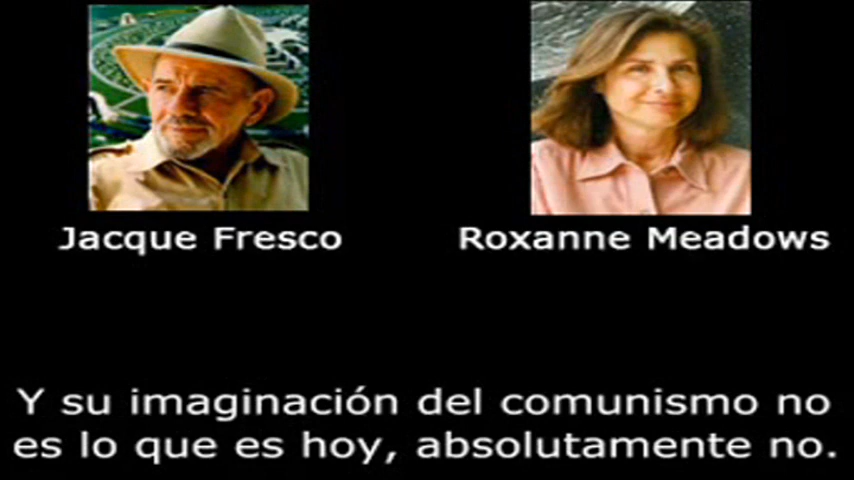 Jacque Fresco
Roxanne Meadows
Y su imaginación del comunismo no
es lo que es hoy, absolutamente no.